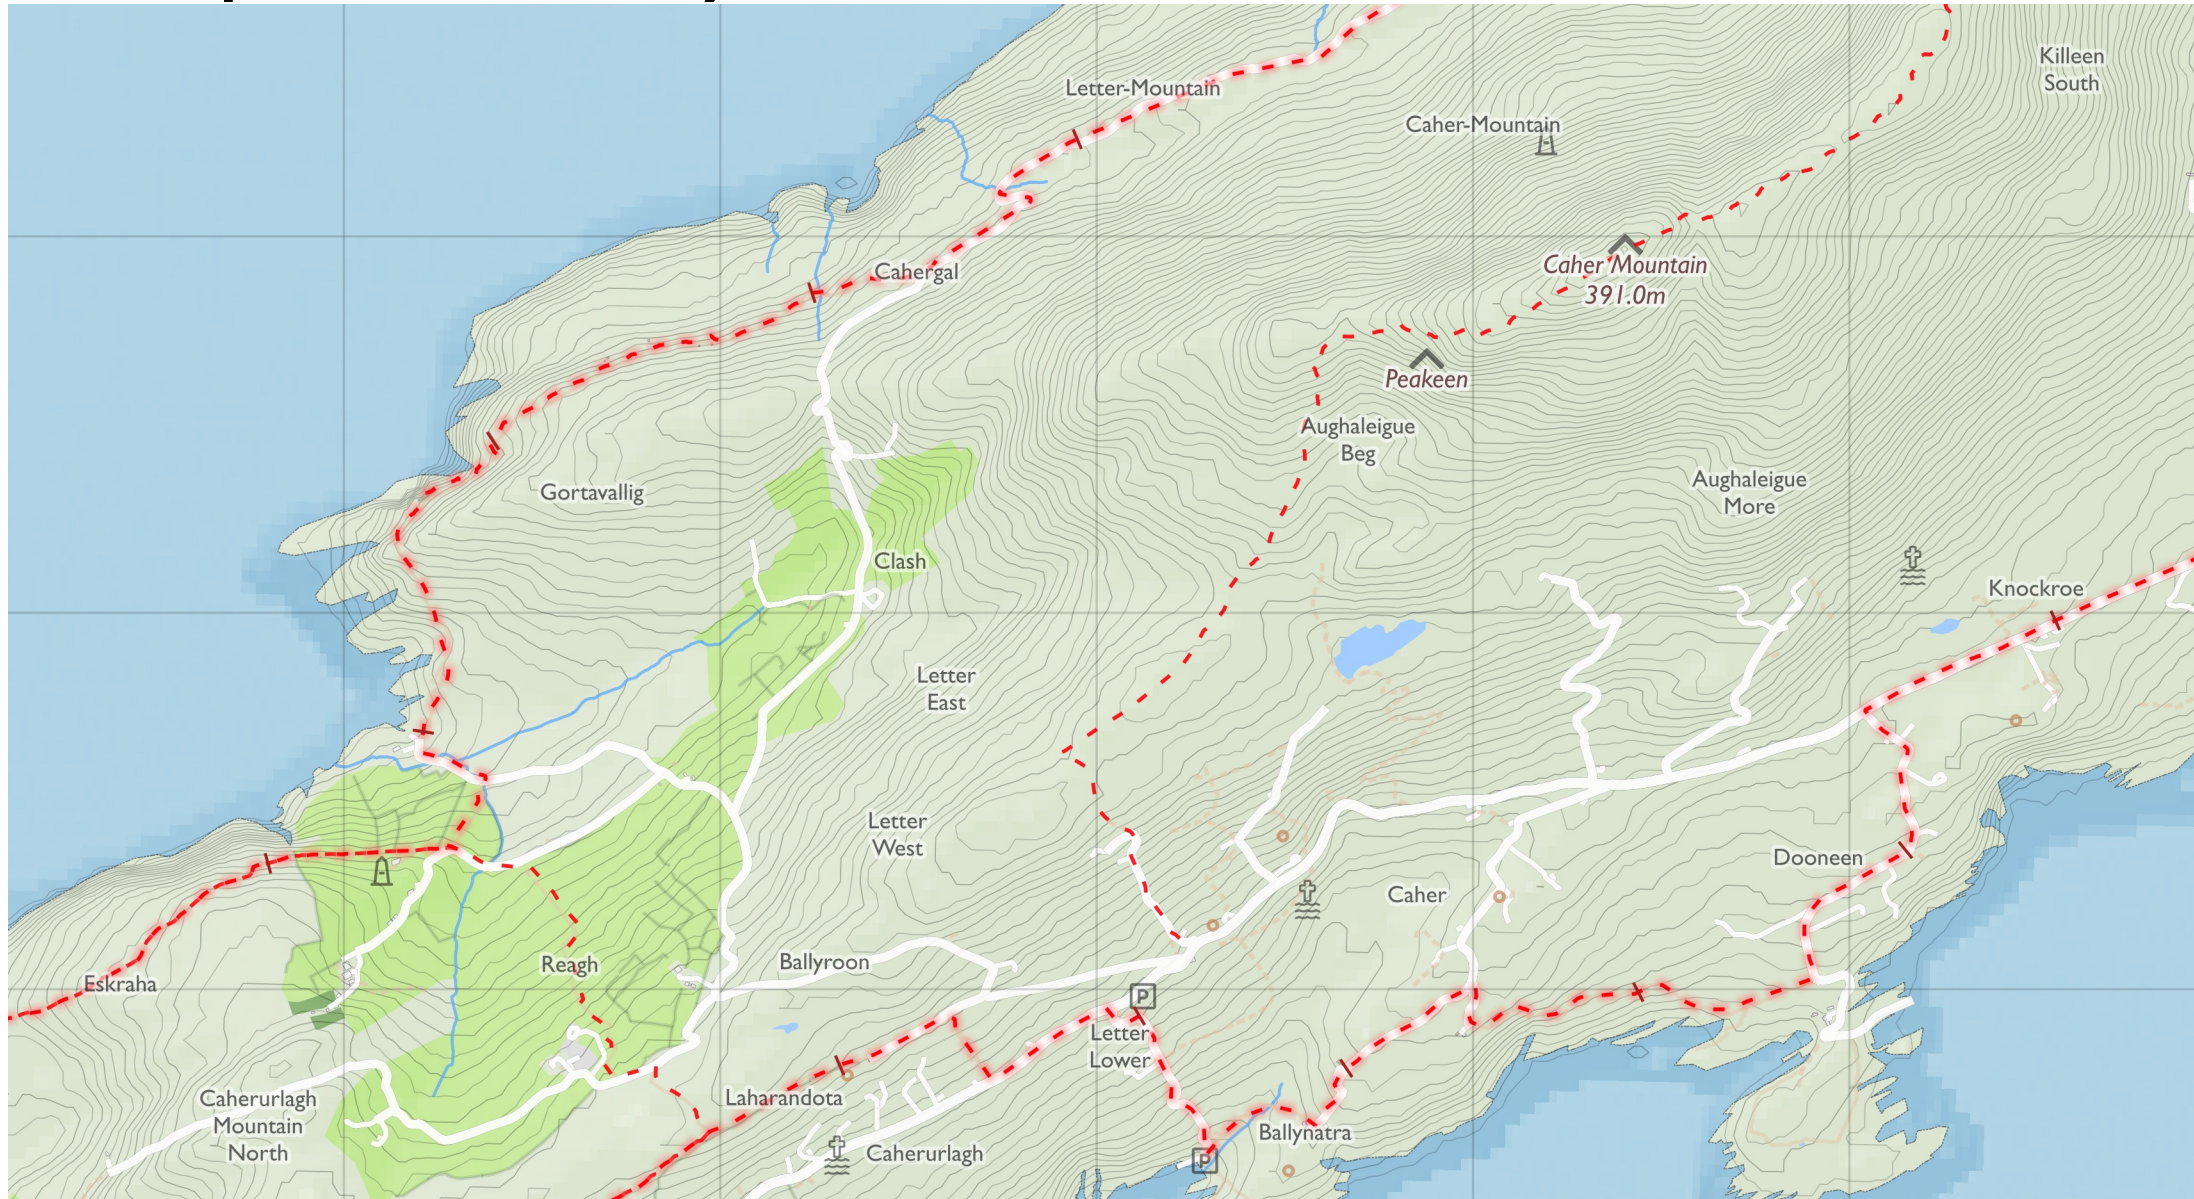 Killeen
South
Letter-Mountain
Caher-Mountain
Cahergal
Caher Mountain
391.0m
Peakeen
Aughaleigue
Beg
Gortavallig
Aughaleigue
More
Clash
Knockroe
Letter
East
Letter
West
Dooneen
Caher
Ballyroon
Reagh
Eskraha
P
Letter
Lower
Laharandota
Caherurlagh
Mountain
North
Ballynatra
Caherurlagh
P